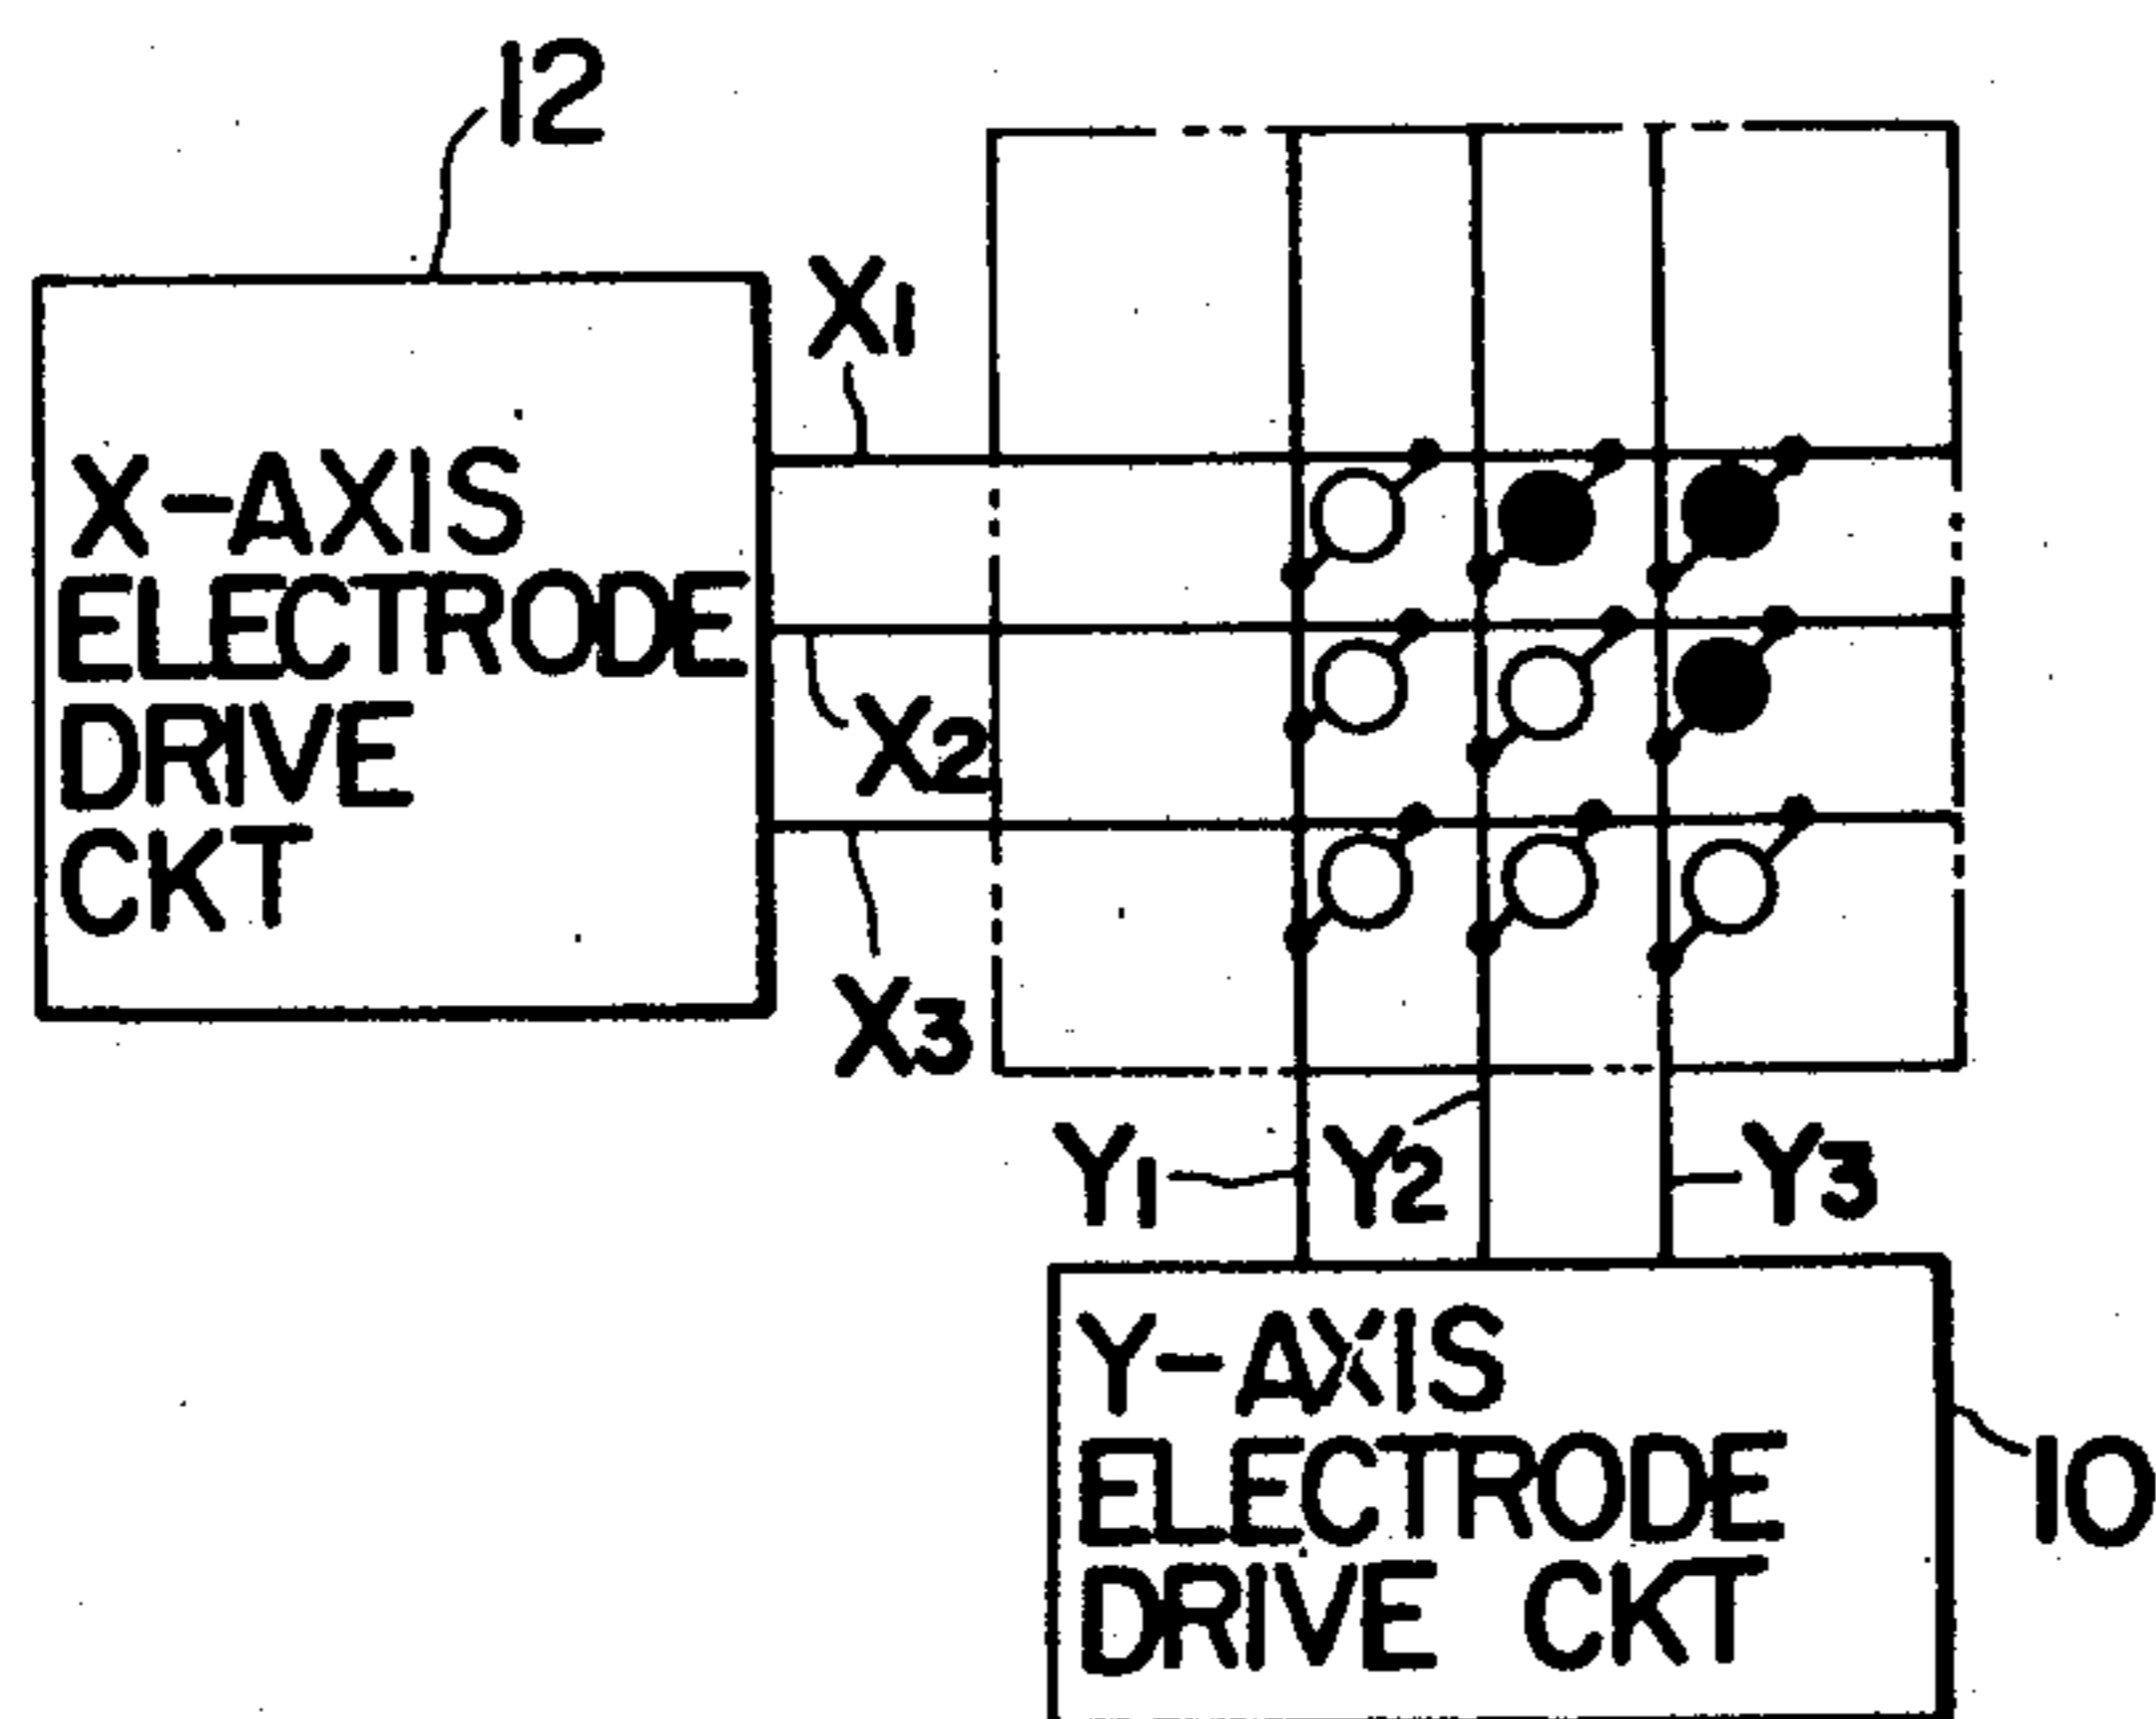 12
X1
X-AXIS
ELECTRODE
DRIVE
CKT
X2
X3
Y1
Y2
Y3
Y-AXIS
ELECTRODE
DRIVE CKT
10